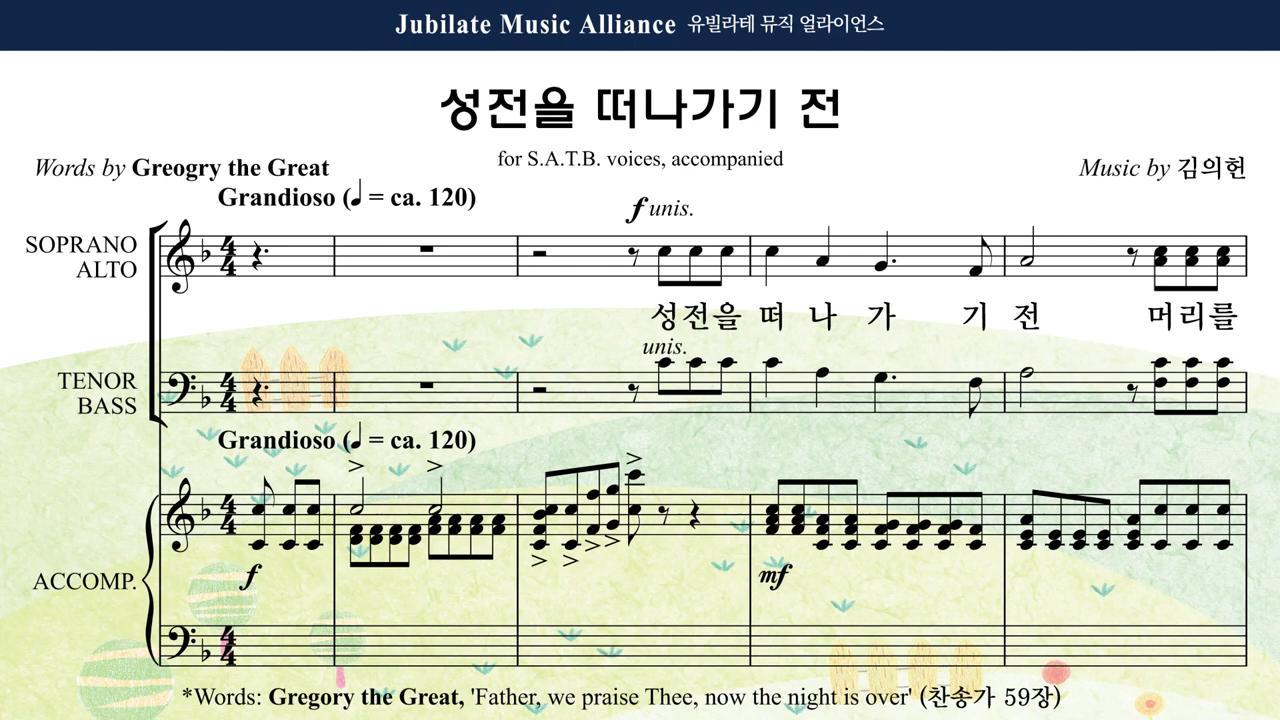 Jubilate Music Alliance 유빌라테 뮤직 얼라이언스
성전을 떠나가기 전
for S.A.T.B. voices, accompanied
Words by Greogry the Great
Music by 김의헌
Grandioso (♩ = ca. 120)
f unis.
SOPRANO
ALTO
성전을 떠 나 가 기 전 머리를
unis.
TENOR
BASS
Grandioso (♩ = ca. 120)
f
mf
ACCOMP.
*Words: Gregory the Great, 'Father, we praise Thee, now the night is over' (찬송가 59장)